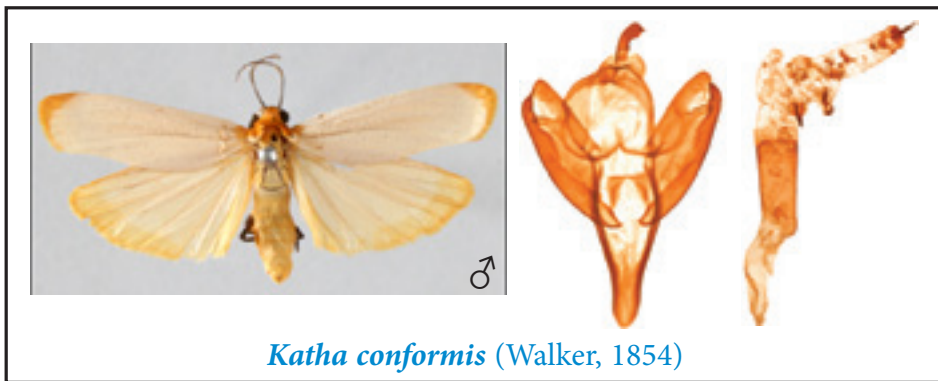 ♂
Katha conformis (Walker, 1854)